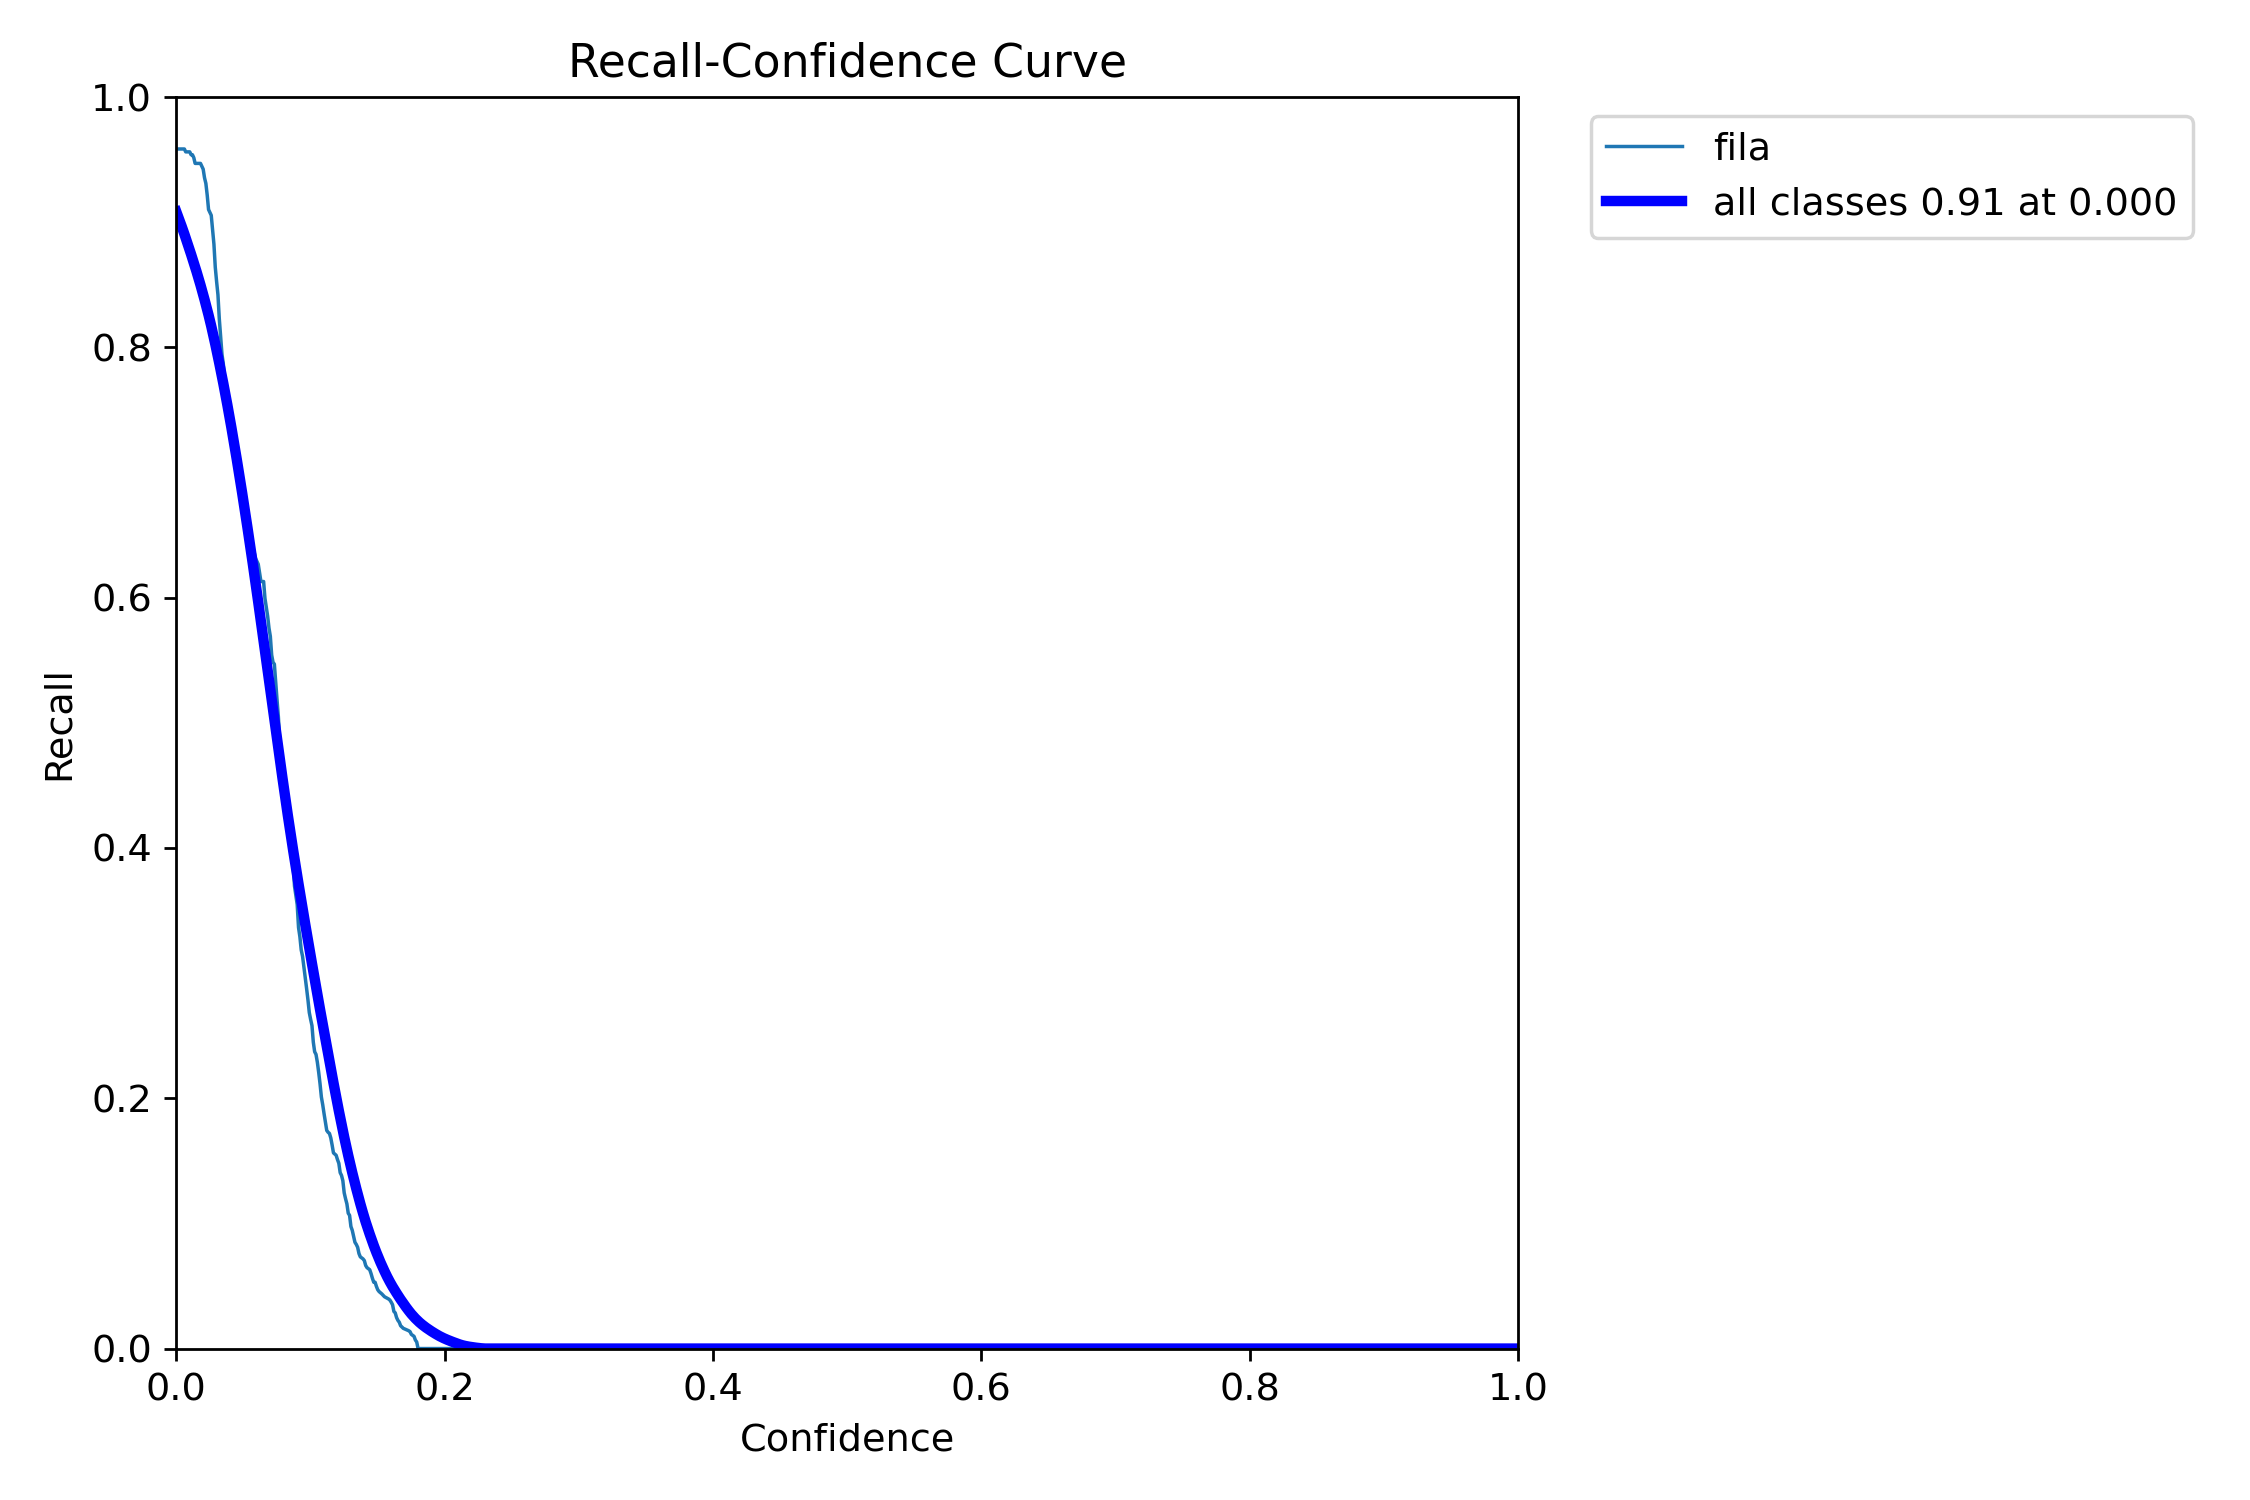 Recall-Confidence Curve
1.0
0.8
0.6
0.4
0.2
0.0
Recall
0.0 0.2 0.4 0.6 0.8 1.0
Confidence
fila
all classes 0.91 at 0.000